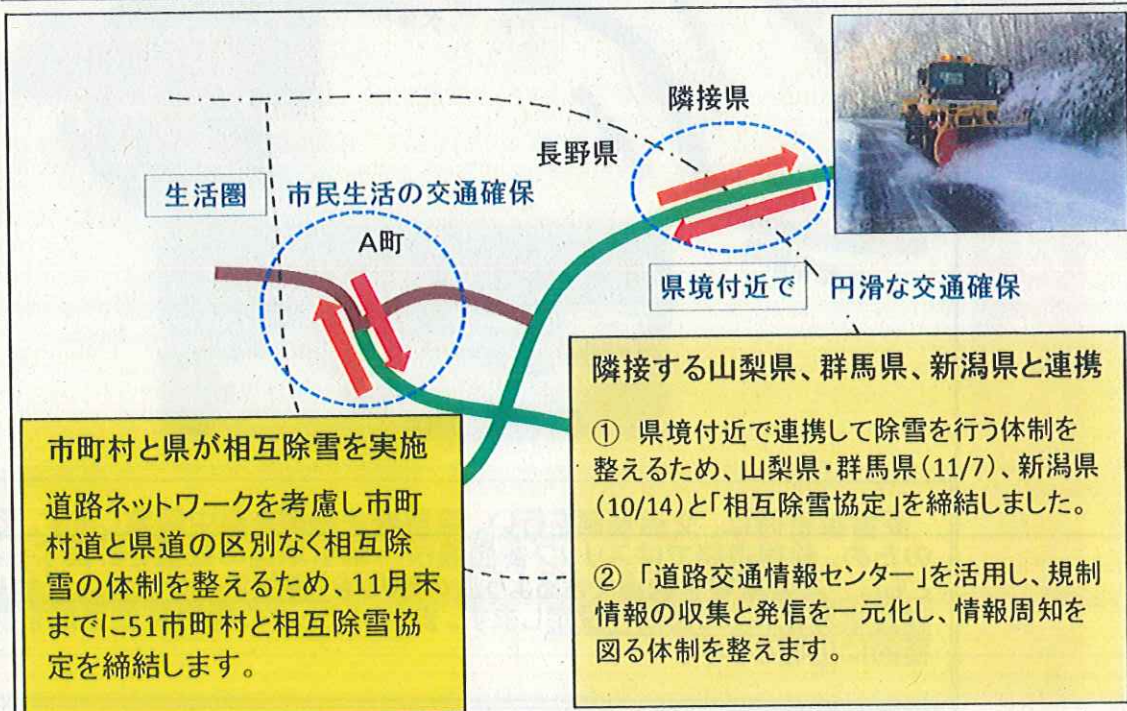 隣接県
長野県
生活圏 市民生活の交通確保
A町
県境付近で 円滑な交通確保
市町村と県が相互除雪を実施
道路ネットワークを考慮し市町
村道と県道の区別なく相互除
雪の体制を整えるため、11月末
までに51市町村と相互除雪協
定を締結します。
隣接する山梨県、群馬県、新潟県と連携
① 県境付近で連携して除雪を行う体制を
整えるため、山梨県・群馬県(11/7)、新潟県
(10/14)と「相互除雪協定」を締結しました。
② 「道路交通情報センター」を活用し、規制
情報の収集と発信を一元化し、情報周知を
図る体制を整えます。